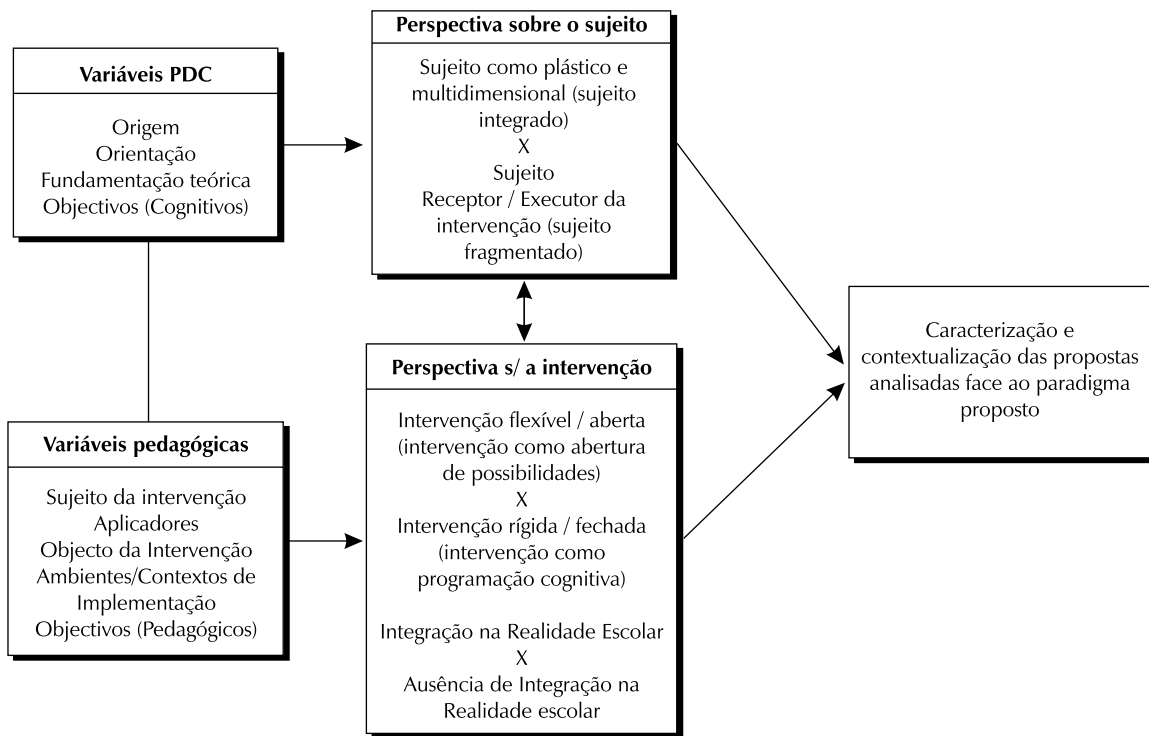 Variáveis PDC
Origem
Orientação
Fundamentação teórica
Objectivos (Cognitivos)
Perspectiva sobre o sujeito
Sujeito como plástico e
multidimensional (sujeito
integrado)
X
Sujeito
Receptor / Executor da
intervenção (sujeito
fragmentado)
Variáveis pedagógicas
Sujeito da intervenção
Aplicadores
Objecto da Intervenção
Ambientes/Contextos de
Implementação
Objectivos (Pedagógicos)
Perspectiva s/ a intervenção
Intervenção flexível / aberta
(intervenção como abertura
de possibilidades)
X
Intervenção rígida / fechada
(intervenção como
programação cognitiva)
Integração na Realidade Escolar
X
Ausência de Integração na
Realidade escolar
Caracterização e
contextualização das propostas
analisadas face ao paradigma
proposto